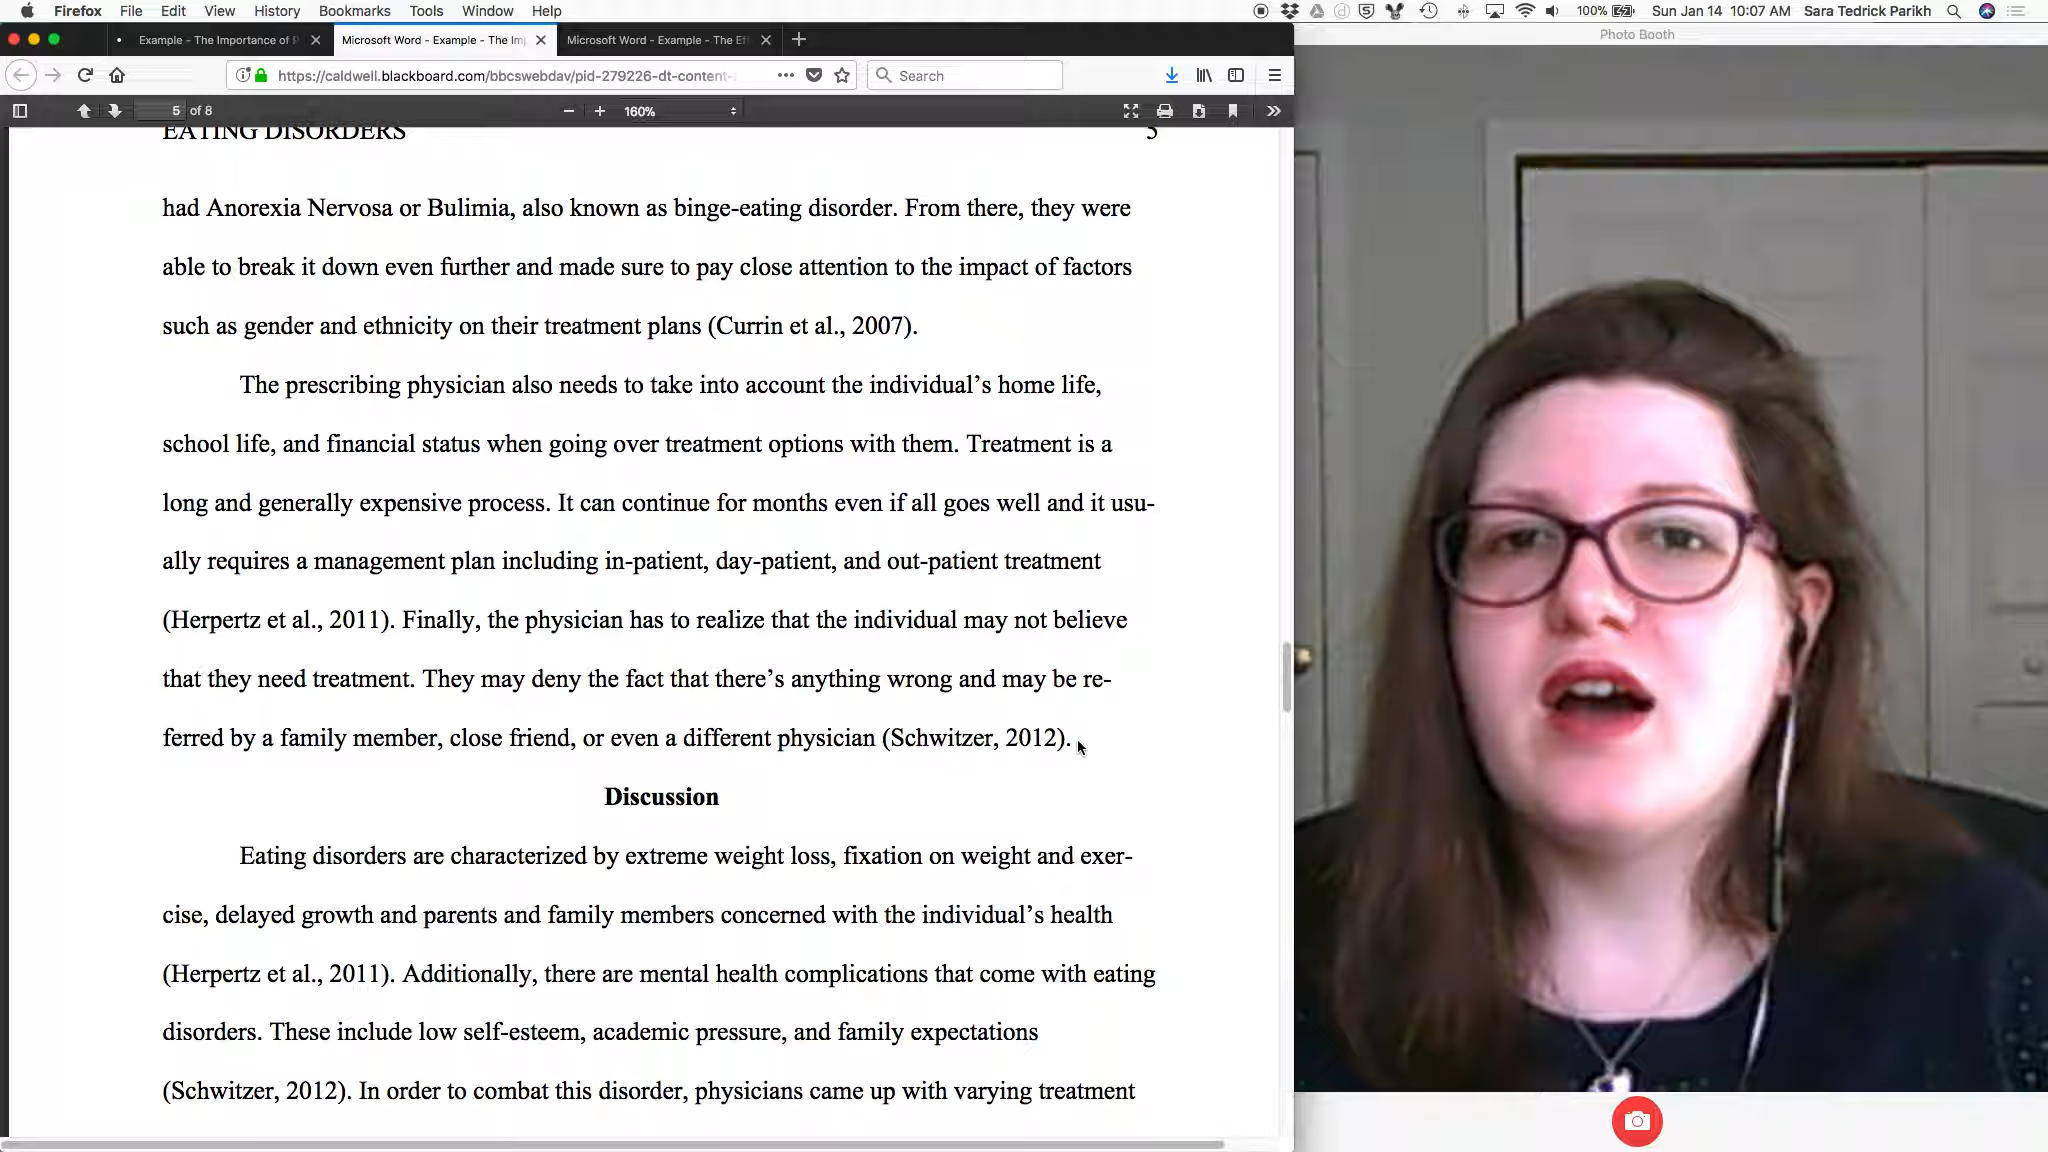 Firefox File Edit View History Bookmarks Tools Window Help 100% Sun Jan 14 10:07 AM Sara Tedrick Parikh
Photo Booth
Example - The Importance of Microsoft Word - Example - The Im Microsoft Word - Example - The Ef
https://caldwell.blackboard.com/bbcswebdav/pid-279226-dt-content- Search
5 of 8 160%
EATING DISORDERS 5
had Anorexia Nervosa or Bulimia, also known as binge-eating disorder. From there, they were
able to break it down even further and made sure to pay close attention to the impact of factors
such as gender and ethnicity on their treatment plans (Currin et al., 2007).
The prescribing physician also needs to take into account the individual’s home life,
school life, and financial status when going over treatment options with them. Treatment is a
long and generally expensive process. It can continue for months even if all goes well and it usu-
ally requires a management plan including in-patient, day-patient, and out-patient treatment
(Herpertz et al., 2011). Finally, the physician has to realize that the individual may not believe
that they need treatment. They may deny the fact that there’s anything wrong and may be re-
ferred by a family member, close friend, or even a different physician (Schwitzer, 2012).
Discussion
Eating disorders are characterized by extreme weight loss, fixation on weight and exer-
cise, delayed growth and parents and family members concerned with the individual’s health
(Herpertz et al., 2011). Additionally, there are mental health complications that come with eating
disorders. These include low self-esteem, academic pressure, and family expectations
(Schwitzer, 2012). In order to combat this disorder, physicians came up with varying treatment